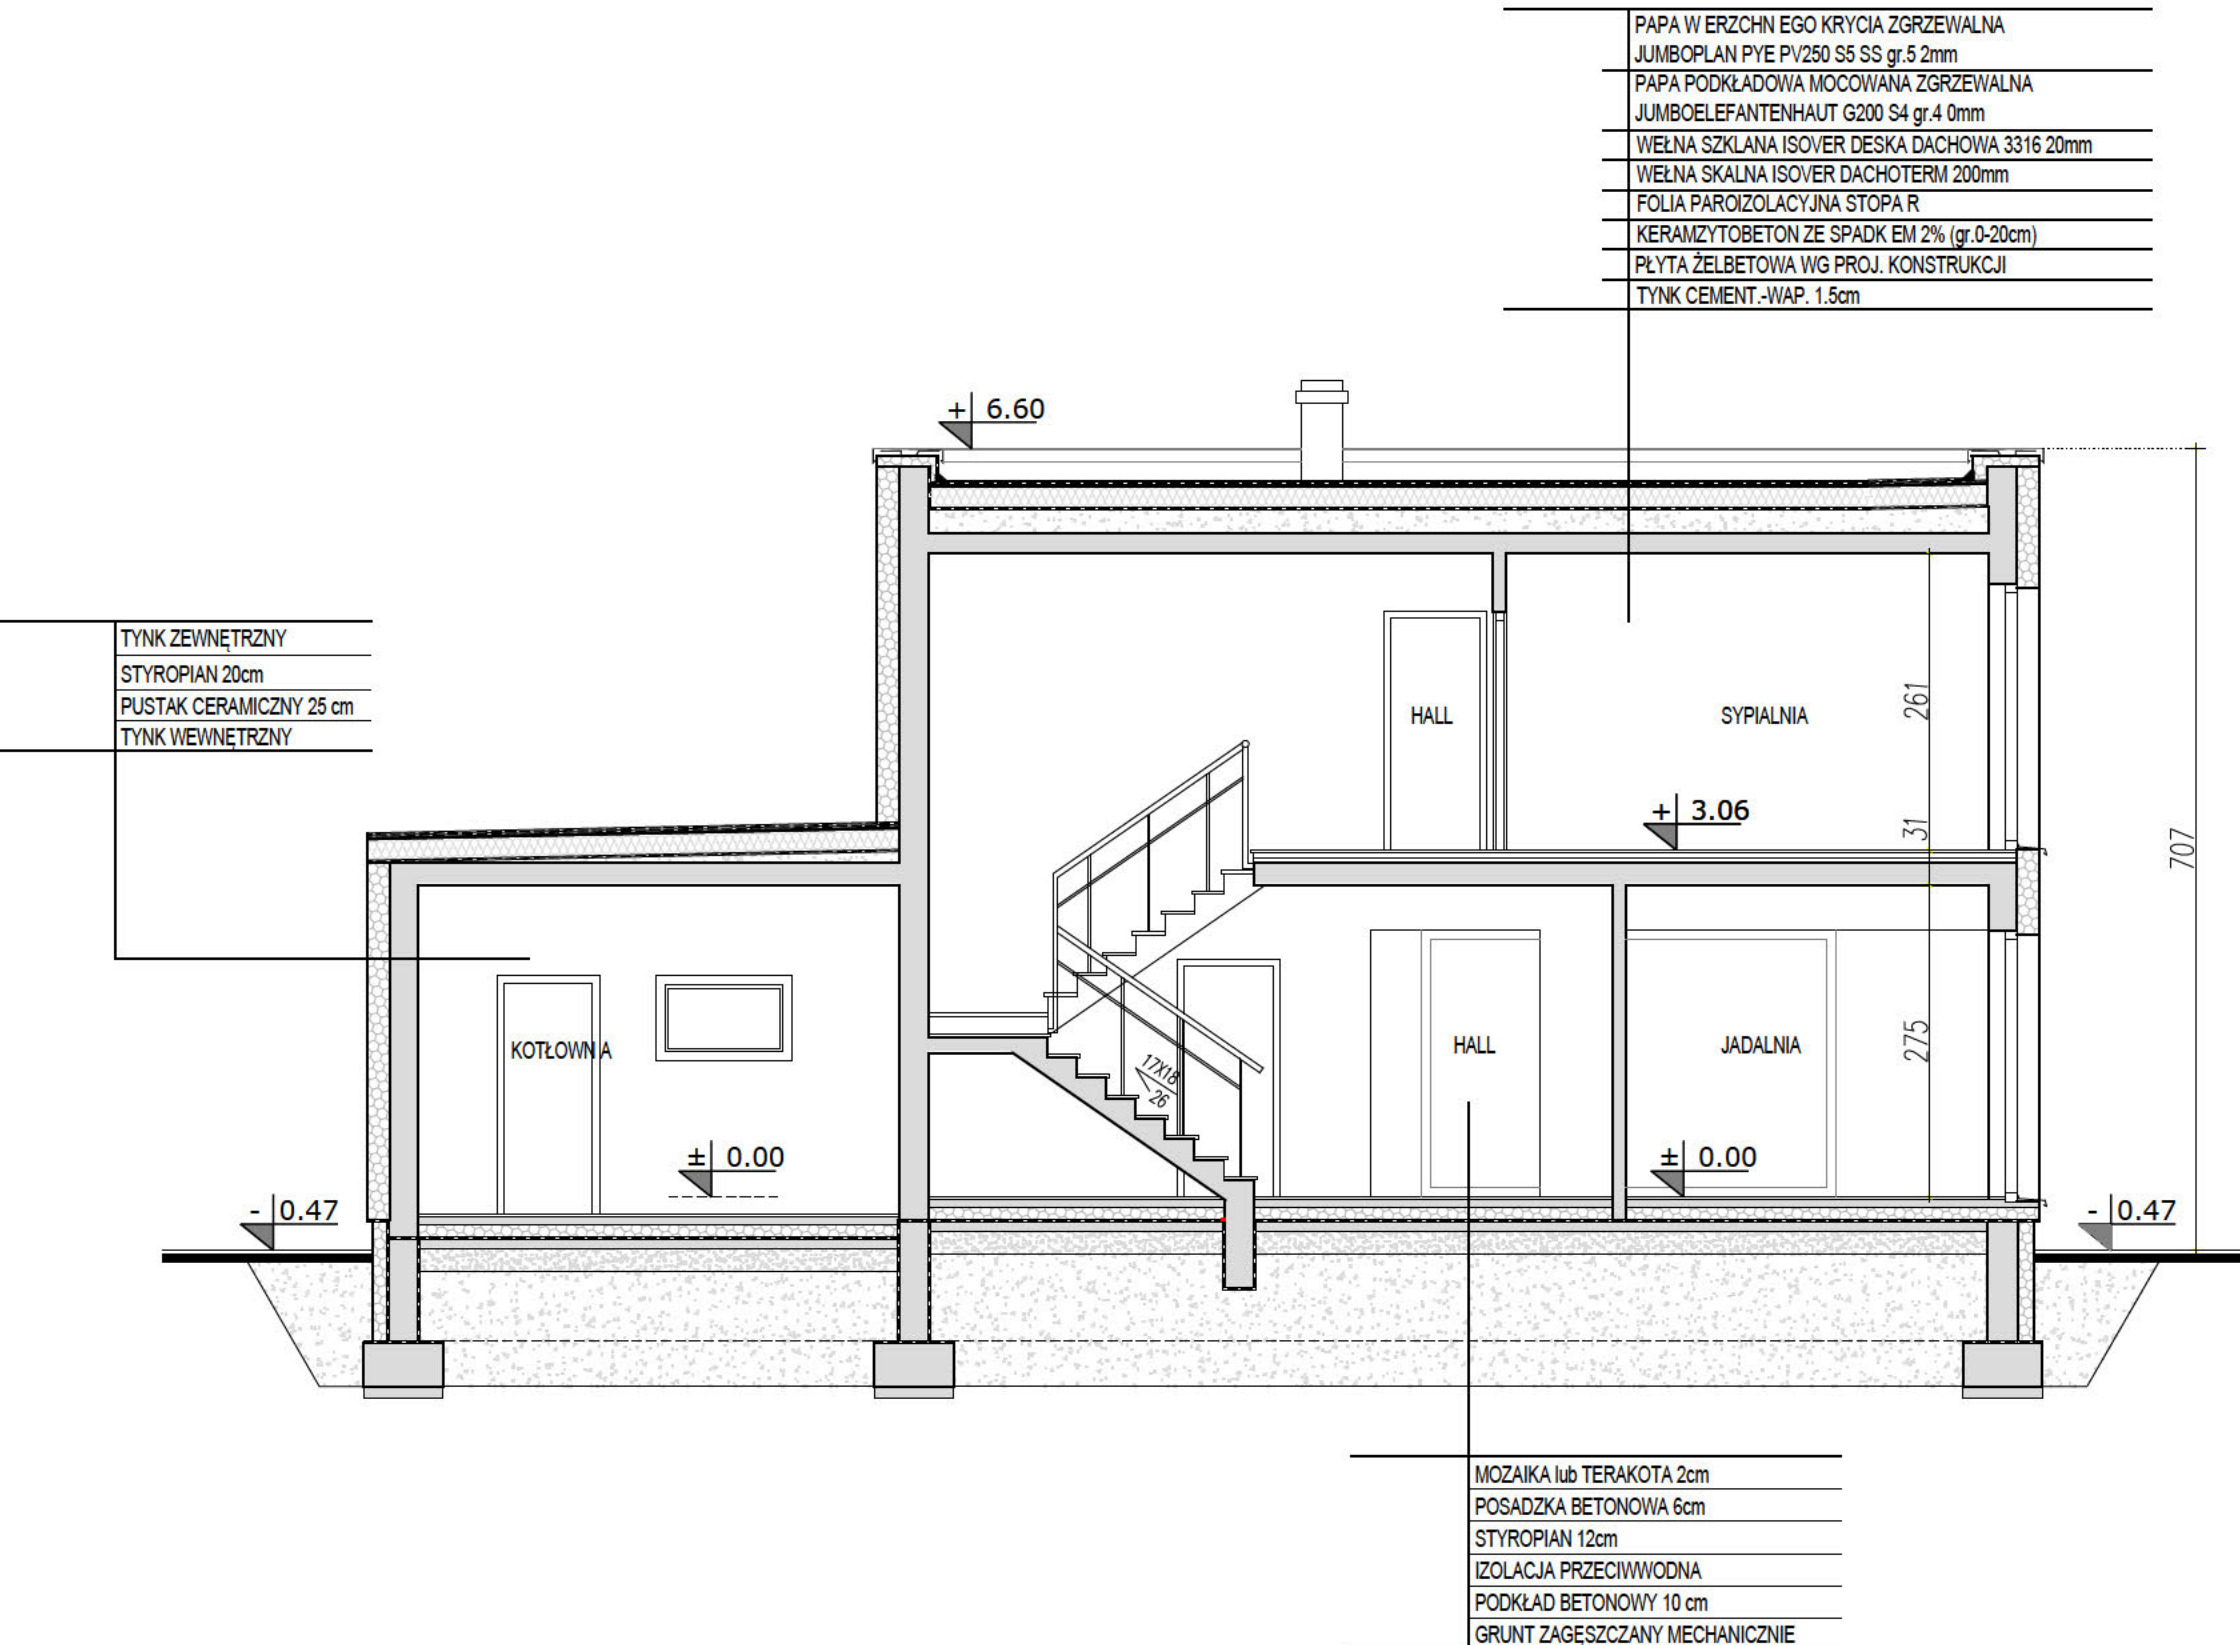 PAPA W ERZCHN EGO KRYCIA ZGRZEWALNA
JUMBOPLAN PYE PV250 S5 SS gr.5 2mm
PAPA PODKŁADOWA MOCOWANA ZGRZEWALNA
JUMBOELEFANTENHAUT G200 S4 gr.4 0mm
WEŁNA SZKLANA ISOVER DESKA DACHOWA 3316 20mm
WEŁNA SKALNA ISOVER DACHOTERM 200mm
FOLIA PAROIZOLACYJNA STOPA R
KERAMZYTOBETON ZE SPADK EM 2% (gr.0-20cm)
PŁYTA ŻELBETOWA WG PROJ. KONSTRUKCJI
TYNK CEMENT.-WAP. 1.5cm
+ 6.60
TYNK ZEWNĘTRZNY
STYROPIAN 20cm
PUSTAK CERAMICZNY 25 cm
TYNK WEWNĘTRZNY
HALL
SYPIALNIA
261
+ 3.06
31
707
KOTŁOWN A
17X18
26
HALL
JADALNIA
275
± 0.00
± 0.00
- 0.47
- 0.47
MOZAIKA lub TERAKOTA 2cm
POSADZKA BETONOWA 6cm
STYROPIAN 12cm
IZOLACJA PRZECIWWODNA
PODKŁAD BETONOWY 10 cm
GRUNT ZAGĘSZCZANY MECHANICZNIE